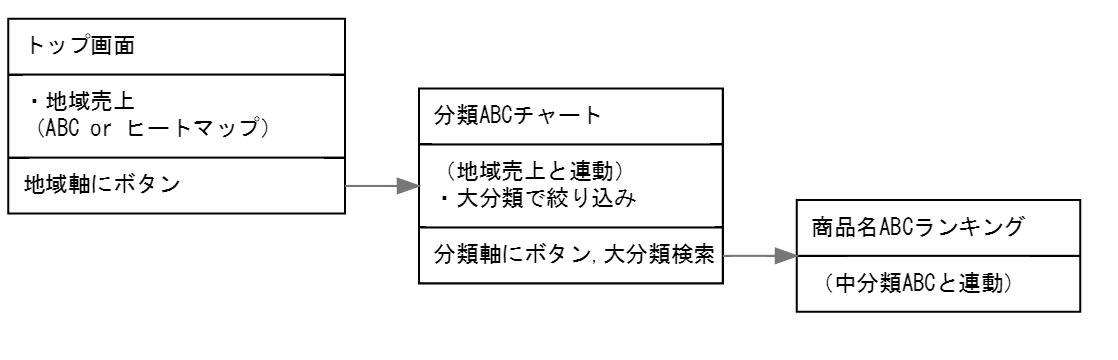 トップ画面
・地域売上
（ABC or ヒートマップ）
地域軸にボタン
分類ABCチャート
（地域売上と連動）
・大分類で絞り込み
分類軸にボタン,大分類検索
商品名ABCランキング
（中分類ABCと連動）